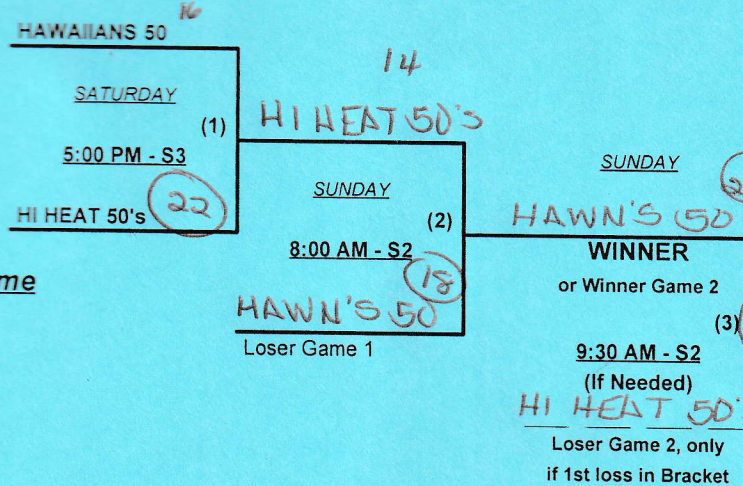 HAWAIIANS 50 16
SATURDAY
(1)
5:00 PM - S3
HI HEAT 50's 22
14
HI HEAT 50's
SUNDAY
(2)
8:00 AM - S2
18
HAWN'S 50
Loser Game 1
me
SUNDAY
HAWN'S 50
WINNER
or Winner Game 2
(3)
9:30 AM - S2
(If Needed)
HI HEAT 50'
Loser Game 2, only
if 1st loss in Bracket